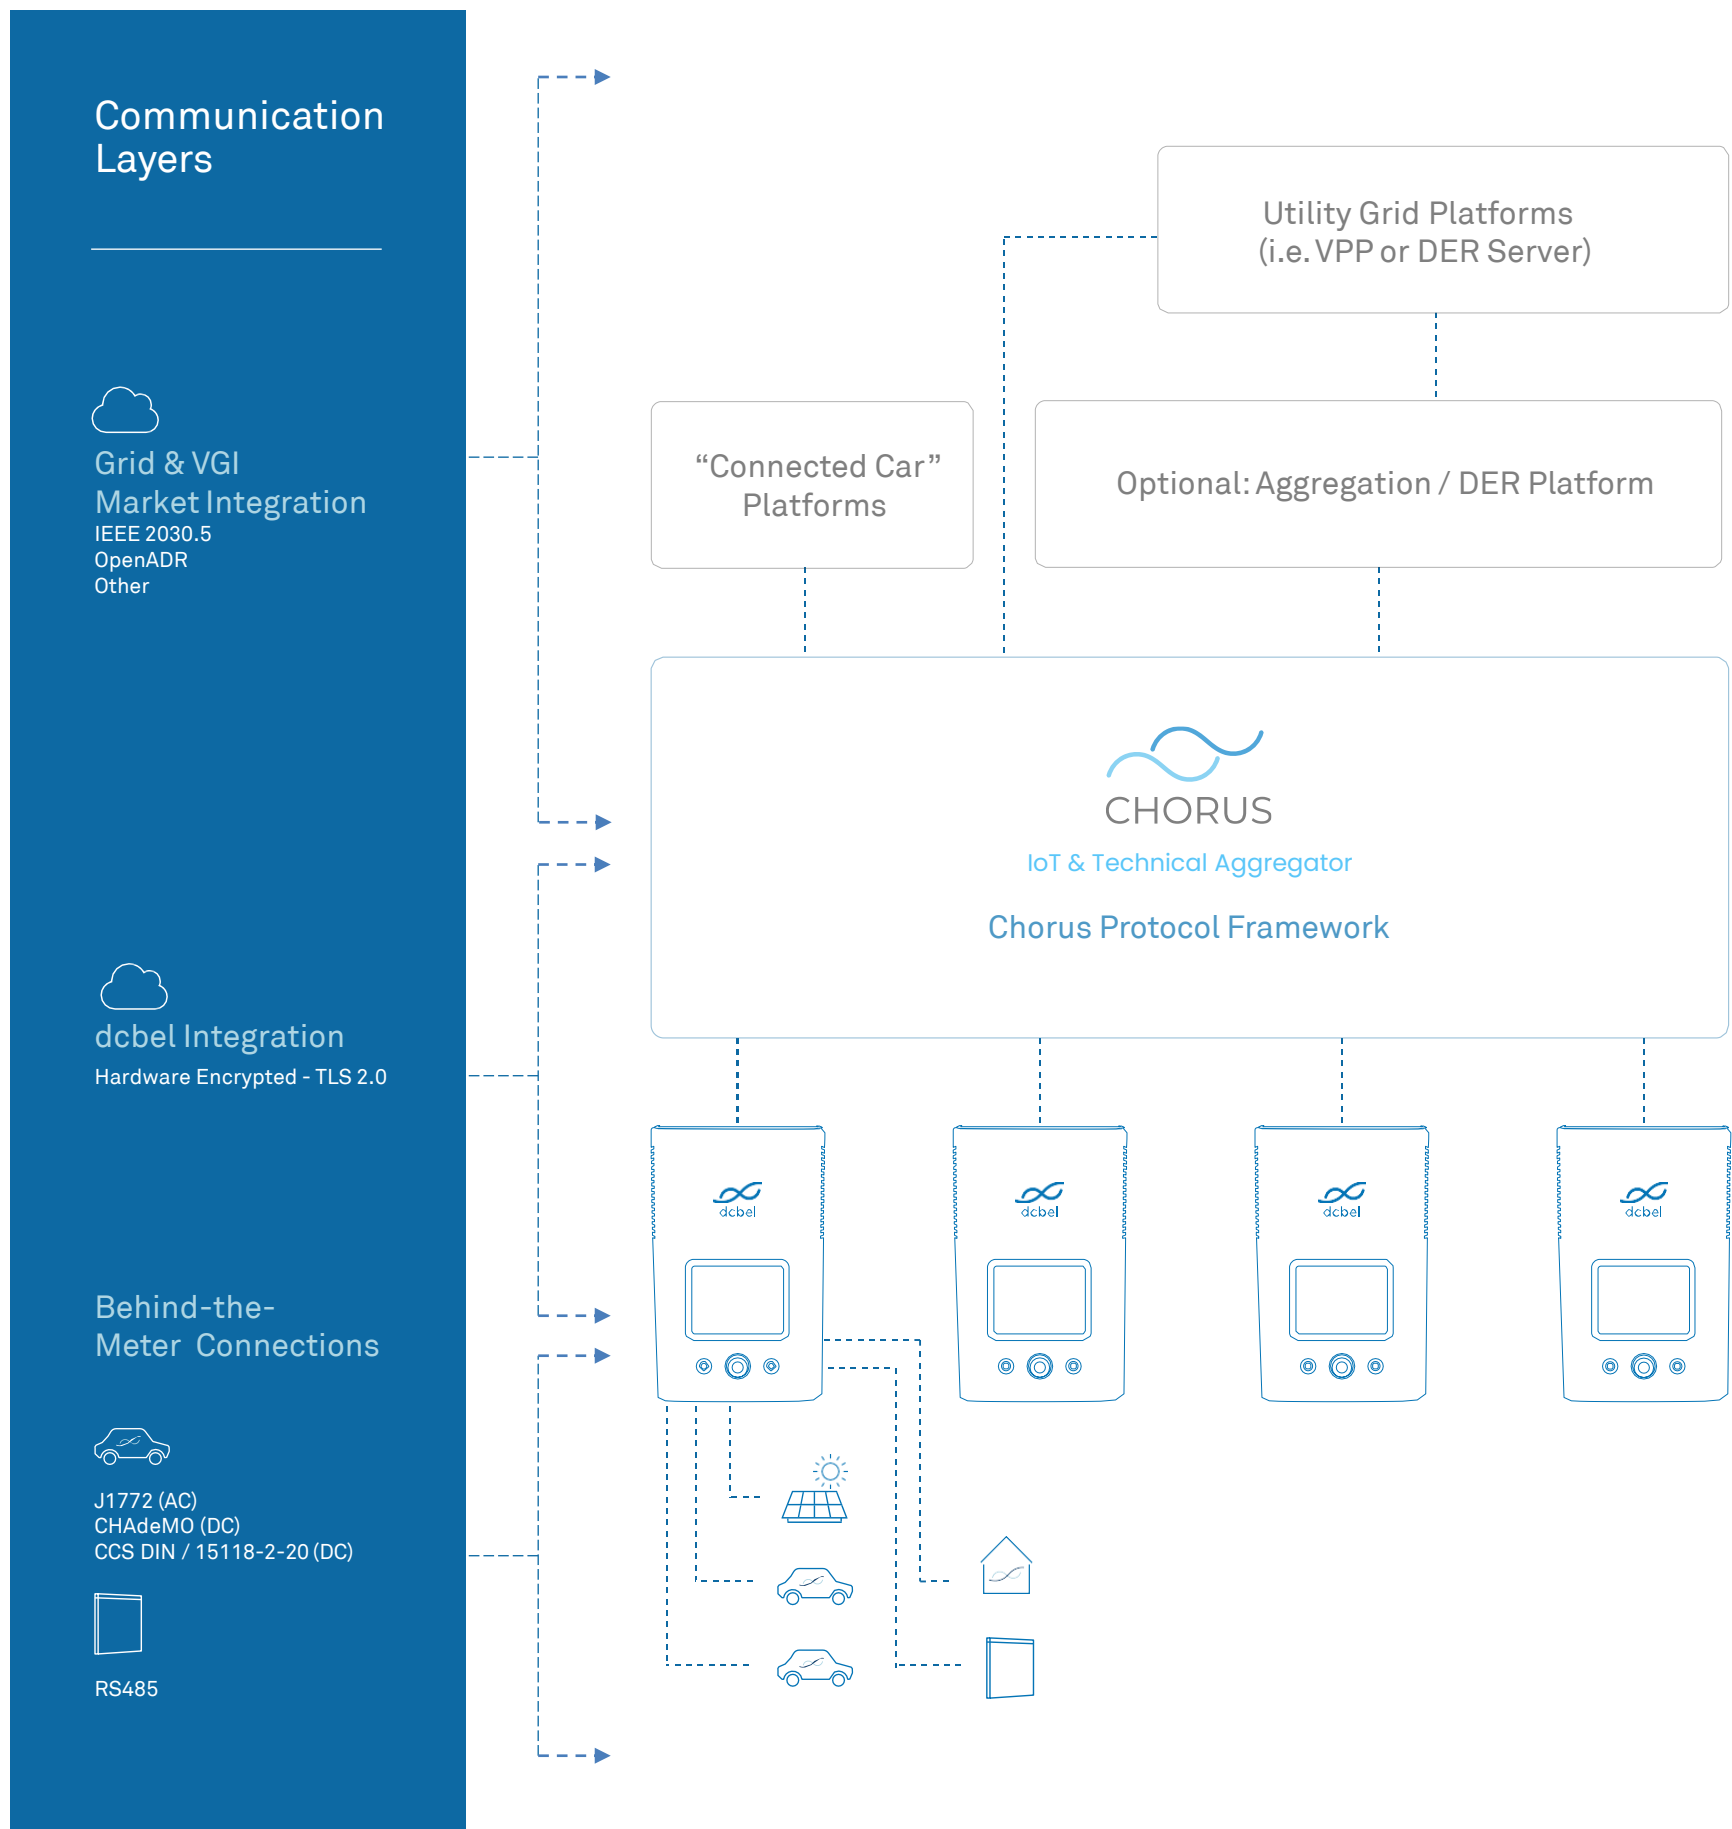 Communication
Layers
Grid & VGI
Market Integration
IEEE 2030.5
OpenADR
Other
dcbel Integration
Hardware Encrypted - TLS 2.0
Behind-the-
Meter Connections
J1772 (AC)
CHAdeMO (DC)
CCS DIN / 15118-2-20 (DC)
RS485
Utility Grid Platforms
(i.e. VPP or DER Server)
“Connected Car”
Platforms
Optional: Aggregation / DER Platform
CHORUS
IoT & Technical Aggregator
Chorus Protocol Framework
dcbel
dcbel
dcbel
dcbel